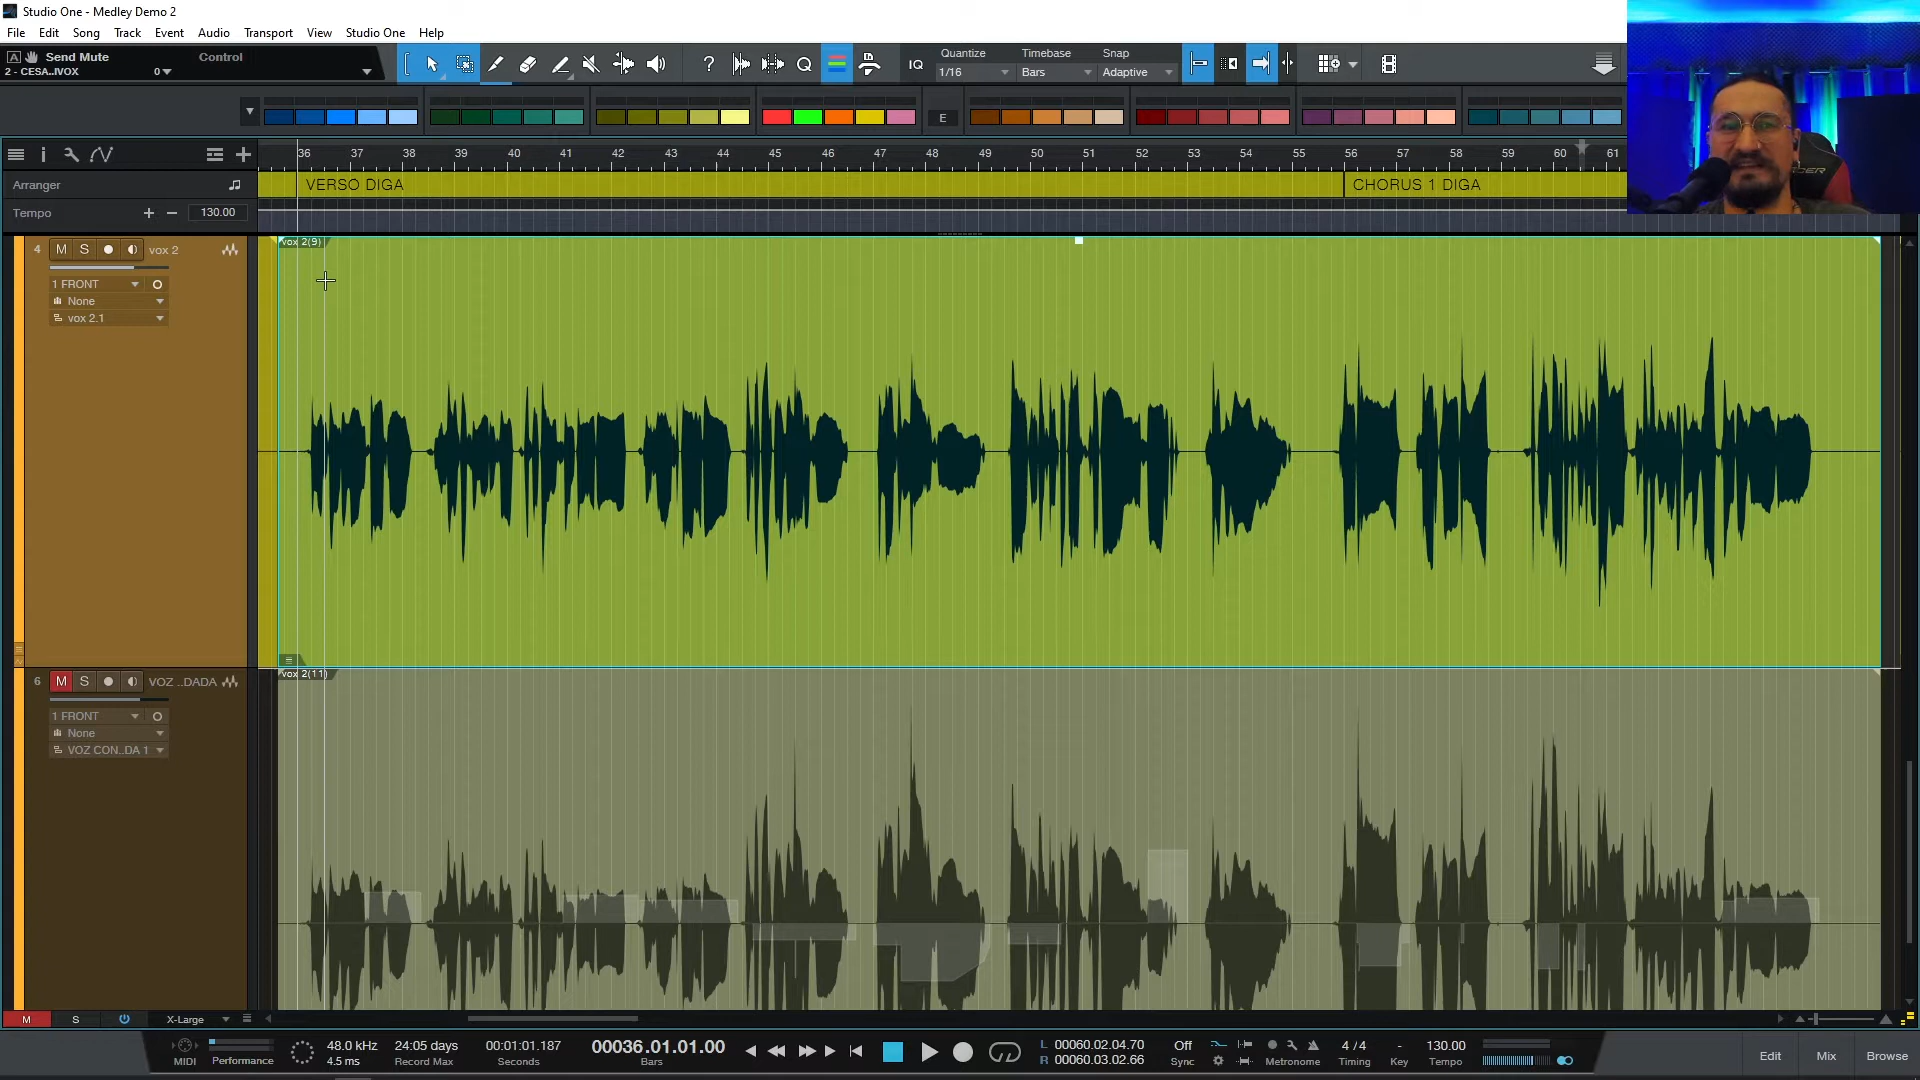 Studio One - Medley Demo 2
File Edit Song Track Event Audio Transport View Studio One Help
A Send Mute Control
2 - CESA..IVOX 0
Quantize Timebase Snap
? IQ 1/16 Bars Adaptive
E
36 37 38 39 40 41 42 43 44 45 46 47 48 49 50 51 52 53 54 55 56 57 58 59 60 61
Arranger VERSO DIGA CHORUS 1 DIGA
Tempo 130.00
4 M S vox 2 vox 2(9)
1 FRONT
None
vox 2.1
6 M S VOZ ..DADA vox 2(11)
1 FRONT
None
VOZ CON..DA 1
M S X-Large
MIDI Performance
48.0 kHz
4.5 ms
24:05 days
Record Max
00:01:01.187
Seconds
00036.01.01.00
Bars
L 00060.02.04.70
R 00060.03.02.66
Off
Sync
Metronome
4 / 4
Timing
-
Key
130.00
Tempo
Edit Mix Browse